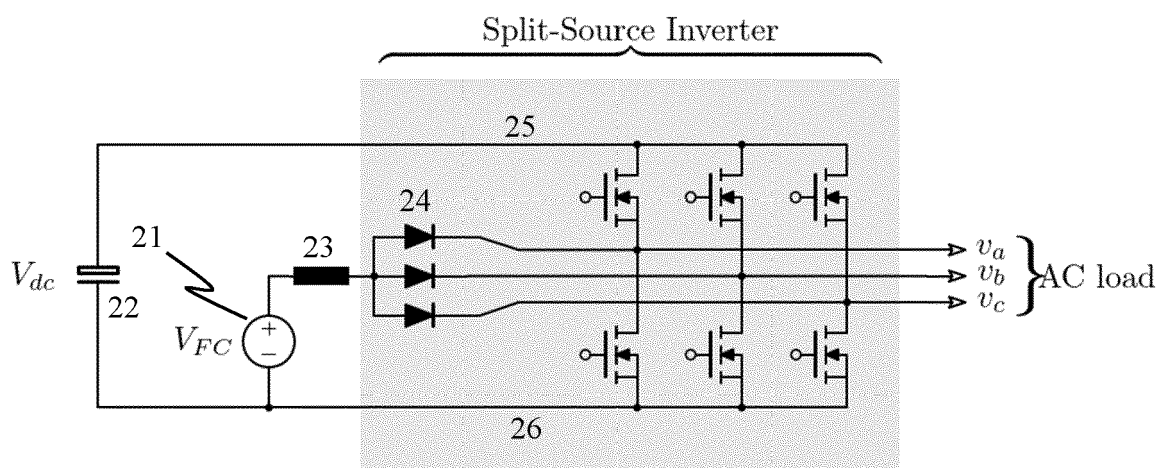 Split-Source Inverter
25
24
21
23
V_dc
22
V_FC
+
−
v_a
v_b
v_c
AC load
26